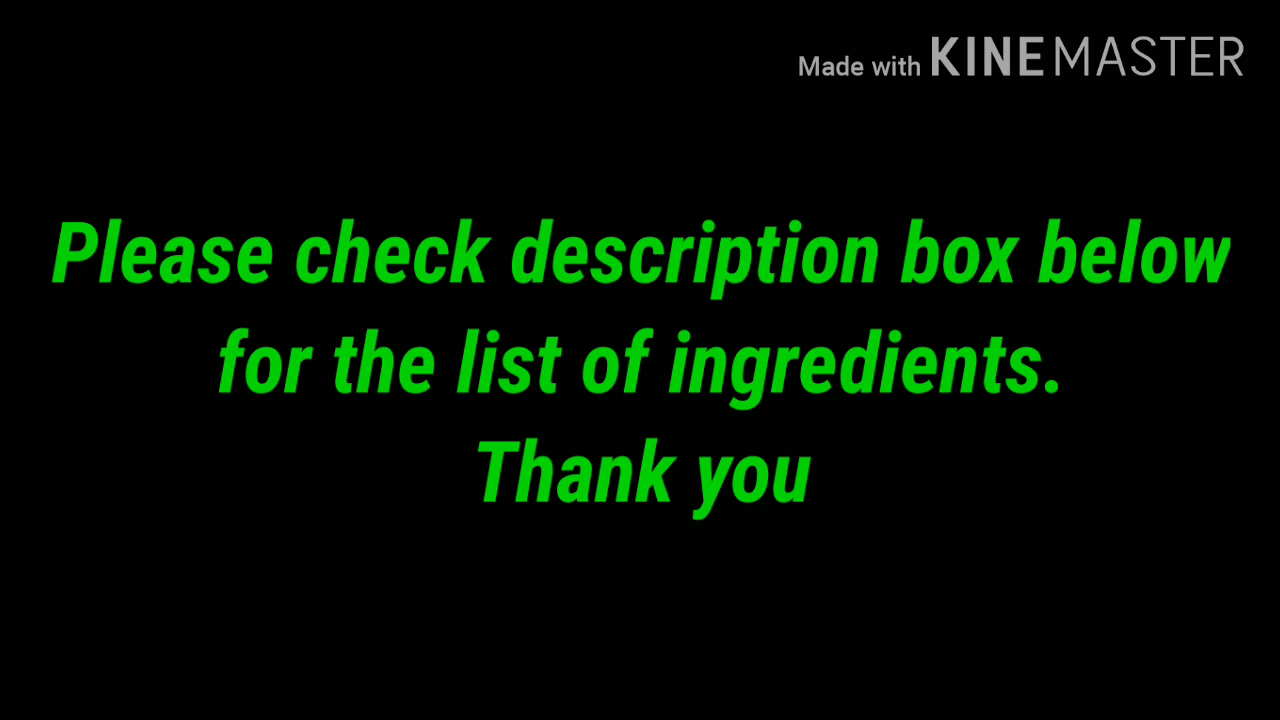 Made with KINEMASTER
Please check description box below
for the list of ingredients.
Thank you